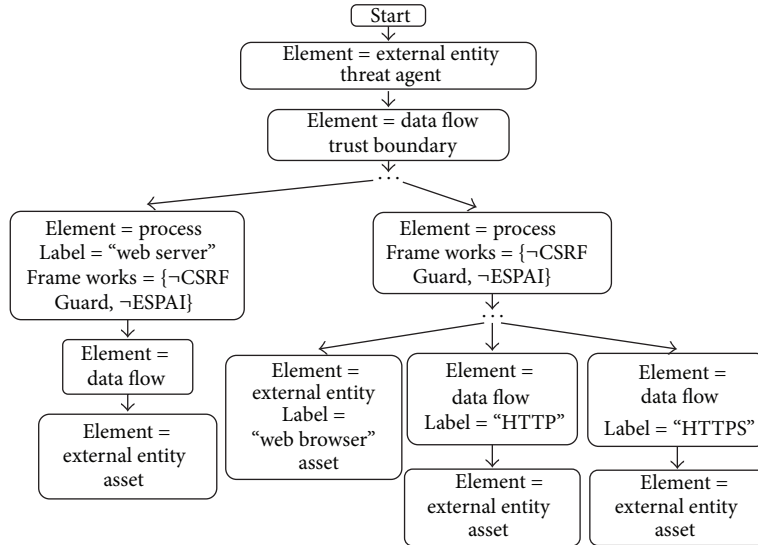 Start
Element = external entity
threat agent
Element = data flow
trust boundary
...
Element = process
Label = “web server”
Frame works = {¬CSRF
Guard, ¬ESPAI}
Element = process
Frame works = {¬CSRF
Guard, ¬ESPAI}
...
Element =
data flow
Element =
external entity
asset
Element =
external entity
Label =
“web browser”
asset
Element =
data flow
Label = “HTTP”
Element =
data flow
Label = “HTTPS”
Element =
external entity
asset
Element =
external entity
asset